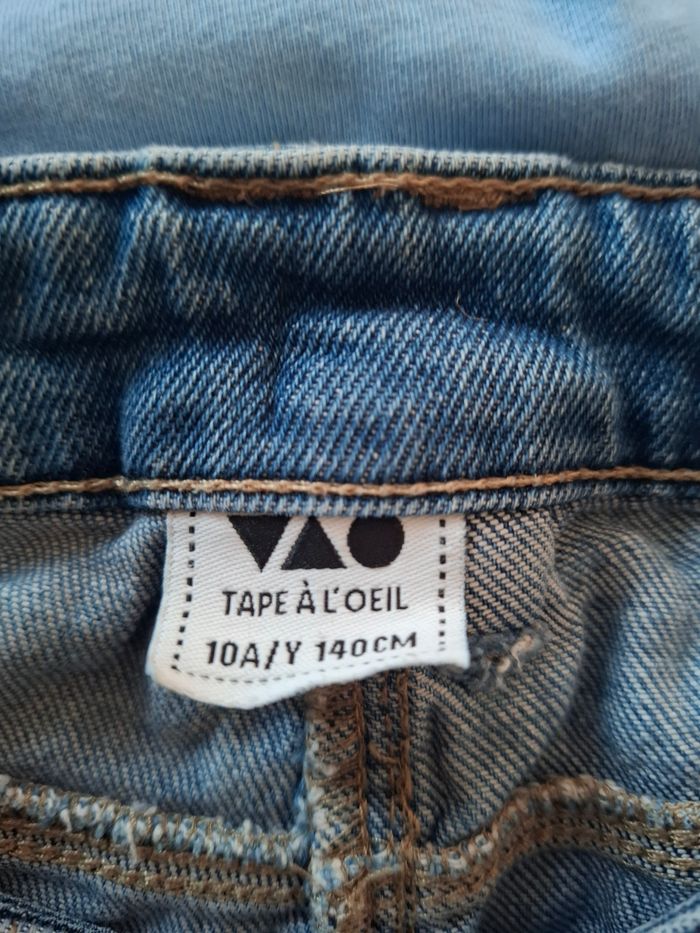 TAPE À L'OEIL
10A/Y 140CM